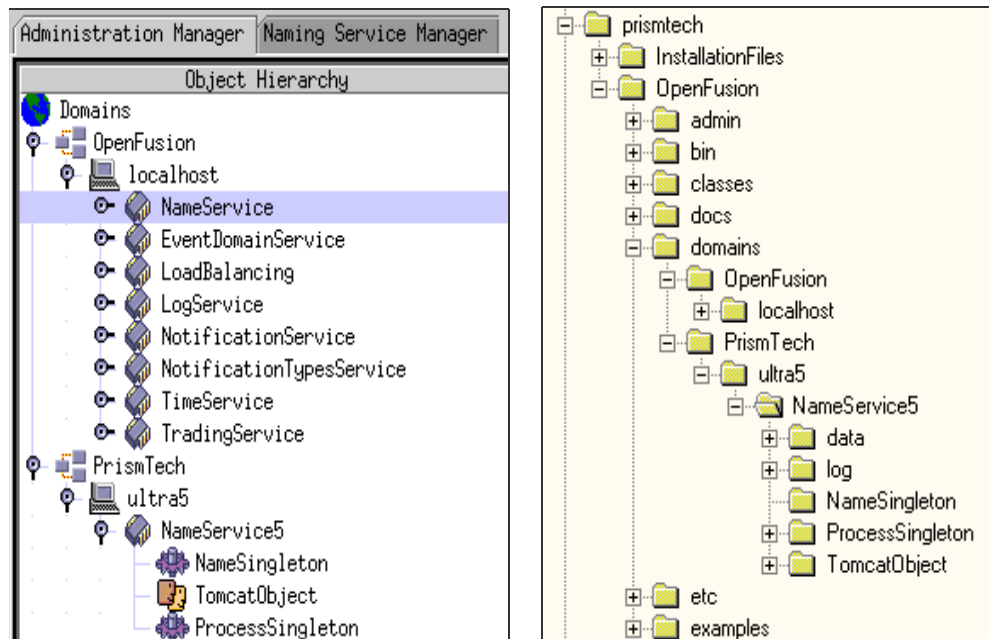 Administration Manager
Naming Service Manager
Object Hierarchy
Domains
OpenFusion
localhost
NameService
EventDomainService
LoadBalancing
LogService
NotificationService
NotificationTypesService
TimeService
TradingService
PrismTech
ultra5
NameService5
NameSingleton
TomcatObject
ProcessSingleton
prismtech
InstallationFiles
OpenFusion
admin
bin
classes
docs
domains
OpenFusion
localhost
PrismTech
ultra5
NameService5
data
log
NameSingleton
ProcessSingleton
TomcatObject
etc
examples